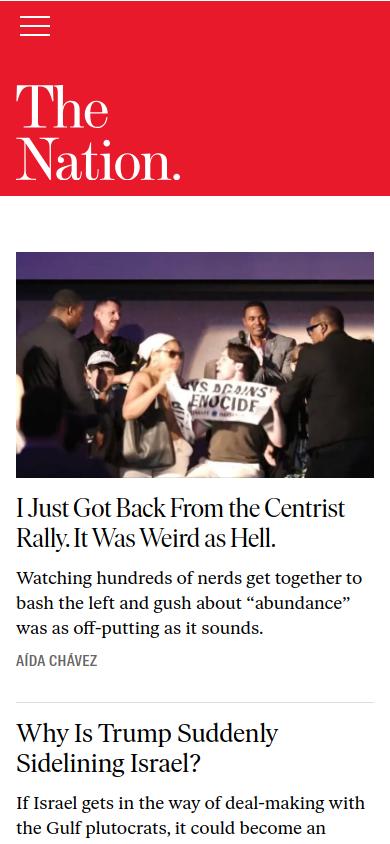 The
Nation.
YS AGAINST
GENOCIDE
I Just Got Back From the Centrist
Rally. It Was Weird as Hell.
Watching hundreds of nerds get together to
bash the left and gush about “abundance”
was as off-putting as it sounds.
AÍDA CHÁVEZ
Why Is Trump Suddenly
Sidelining Israel?
If Israel gets in the way of deal-making with
the Gulf plutocrats, it could become an